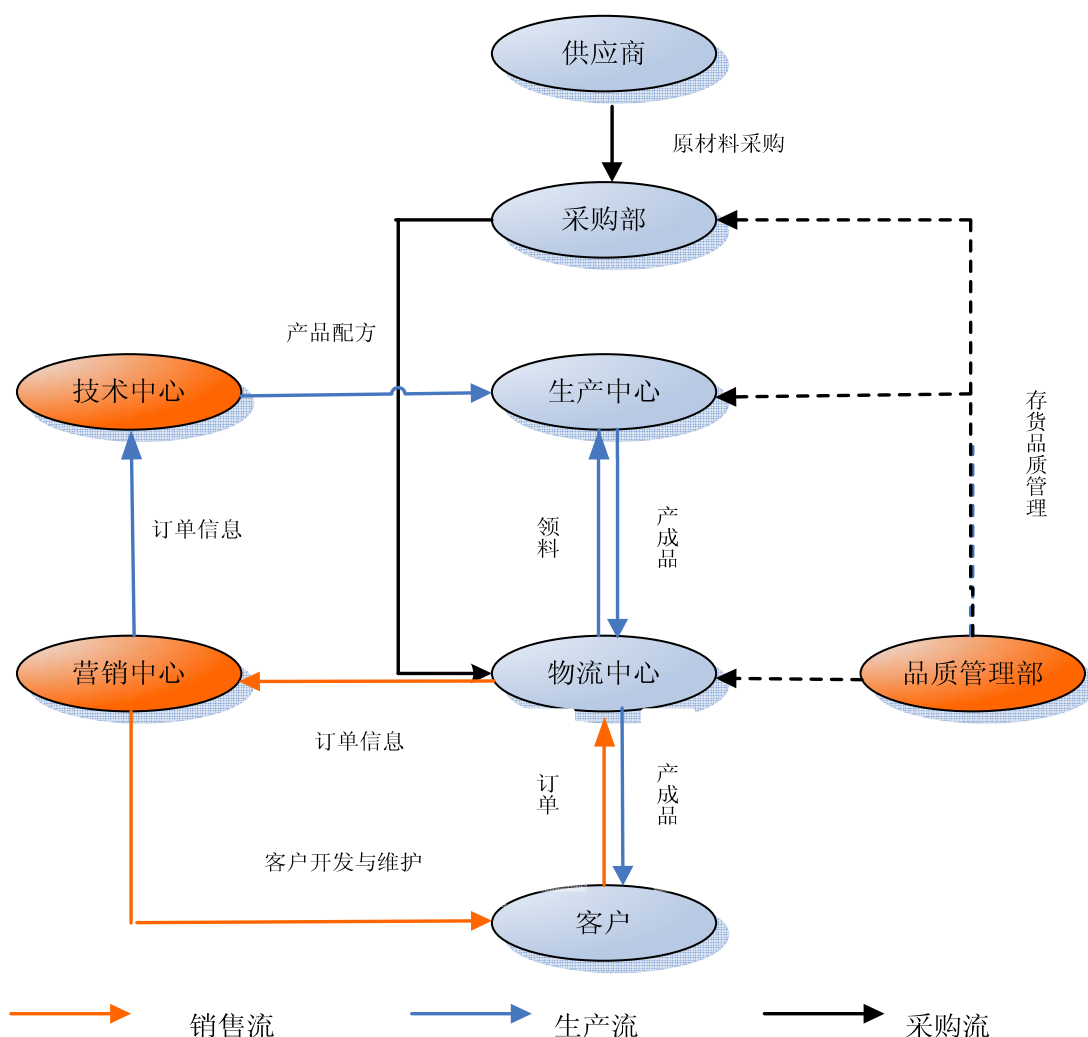 供应商
原材料采购
采购部
产品配方
技术中心
生产中心
存货品质管理
订单信息
领料
产成品
营销中心
物流中心
品质管理部
订单信息
订单
产成品
客户开发与维护
客户
销售流
生产流
采购流